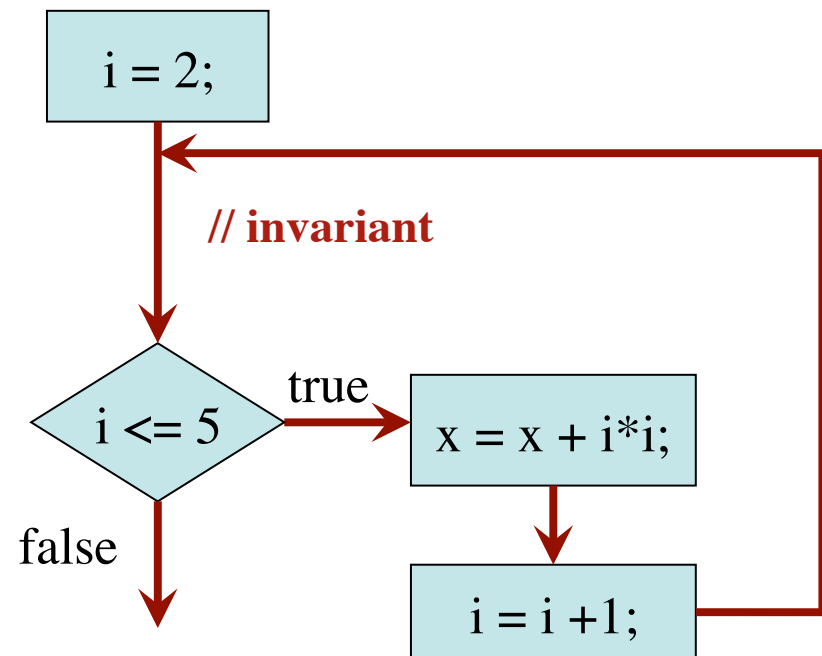 i = 2;
// invariant
true
i <= 5
x = x + i*i;
false
i = i +1;